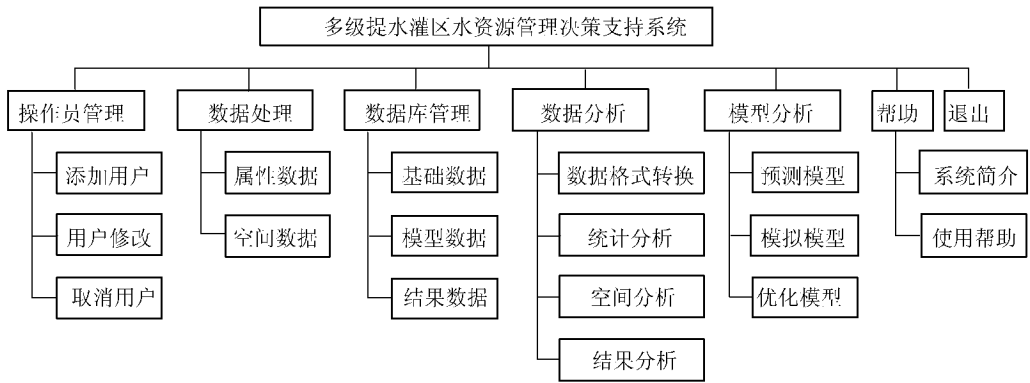 多级提水灌区水资源管理决策支持系统
操作员管理
数据处理
数据库管理
数据分析
模型分析
帮助
退出
添加用户
属性数据
基础数据
数据格式转换
预测模型
系统简介
用户修改
空间数据
模型数据
统计分析
模拟模型
使用帮助
取消用户
结果数据
空间分析
优化模型
结果分析